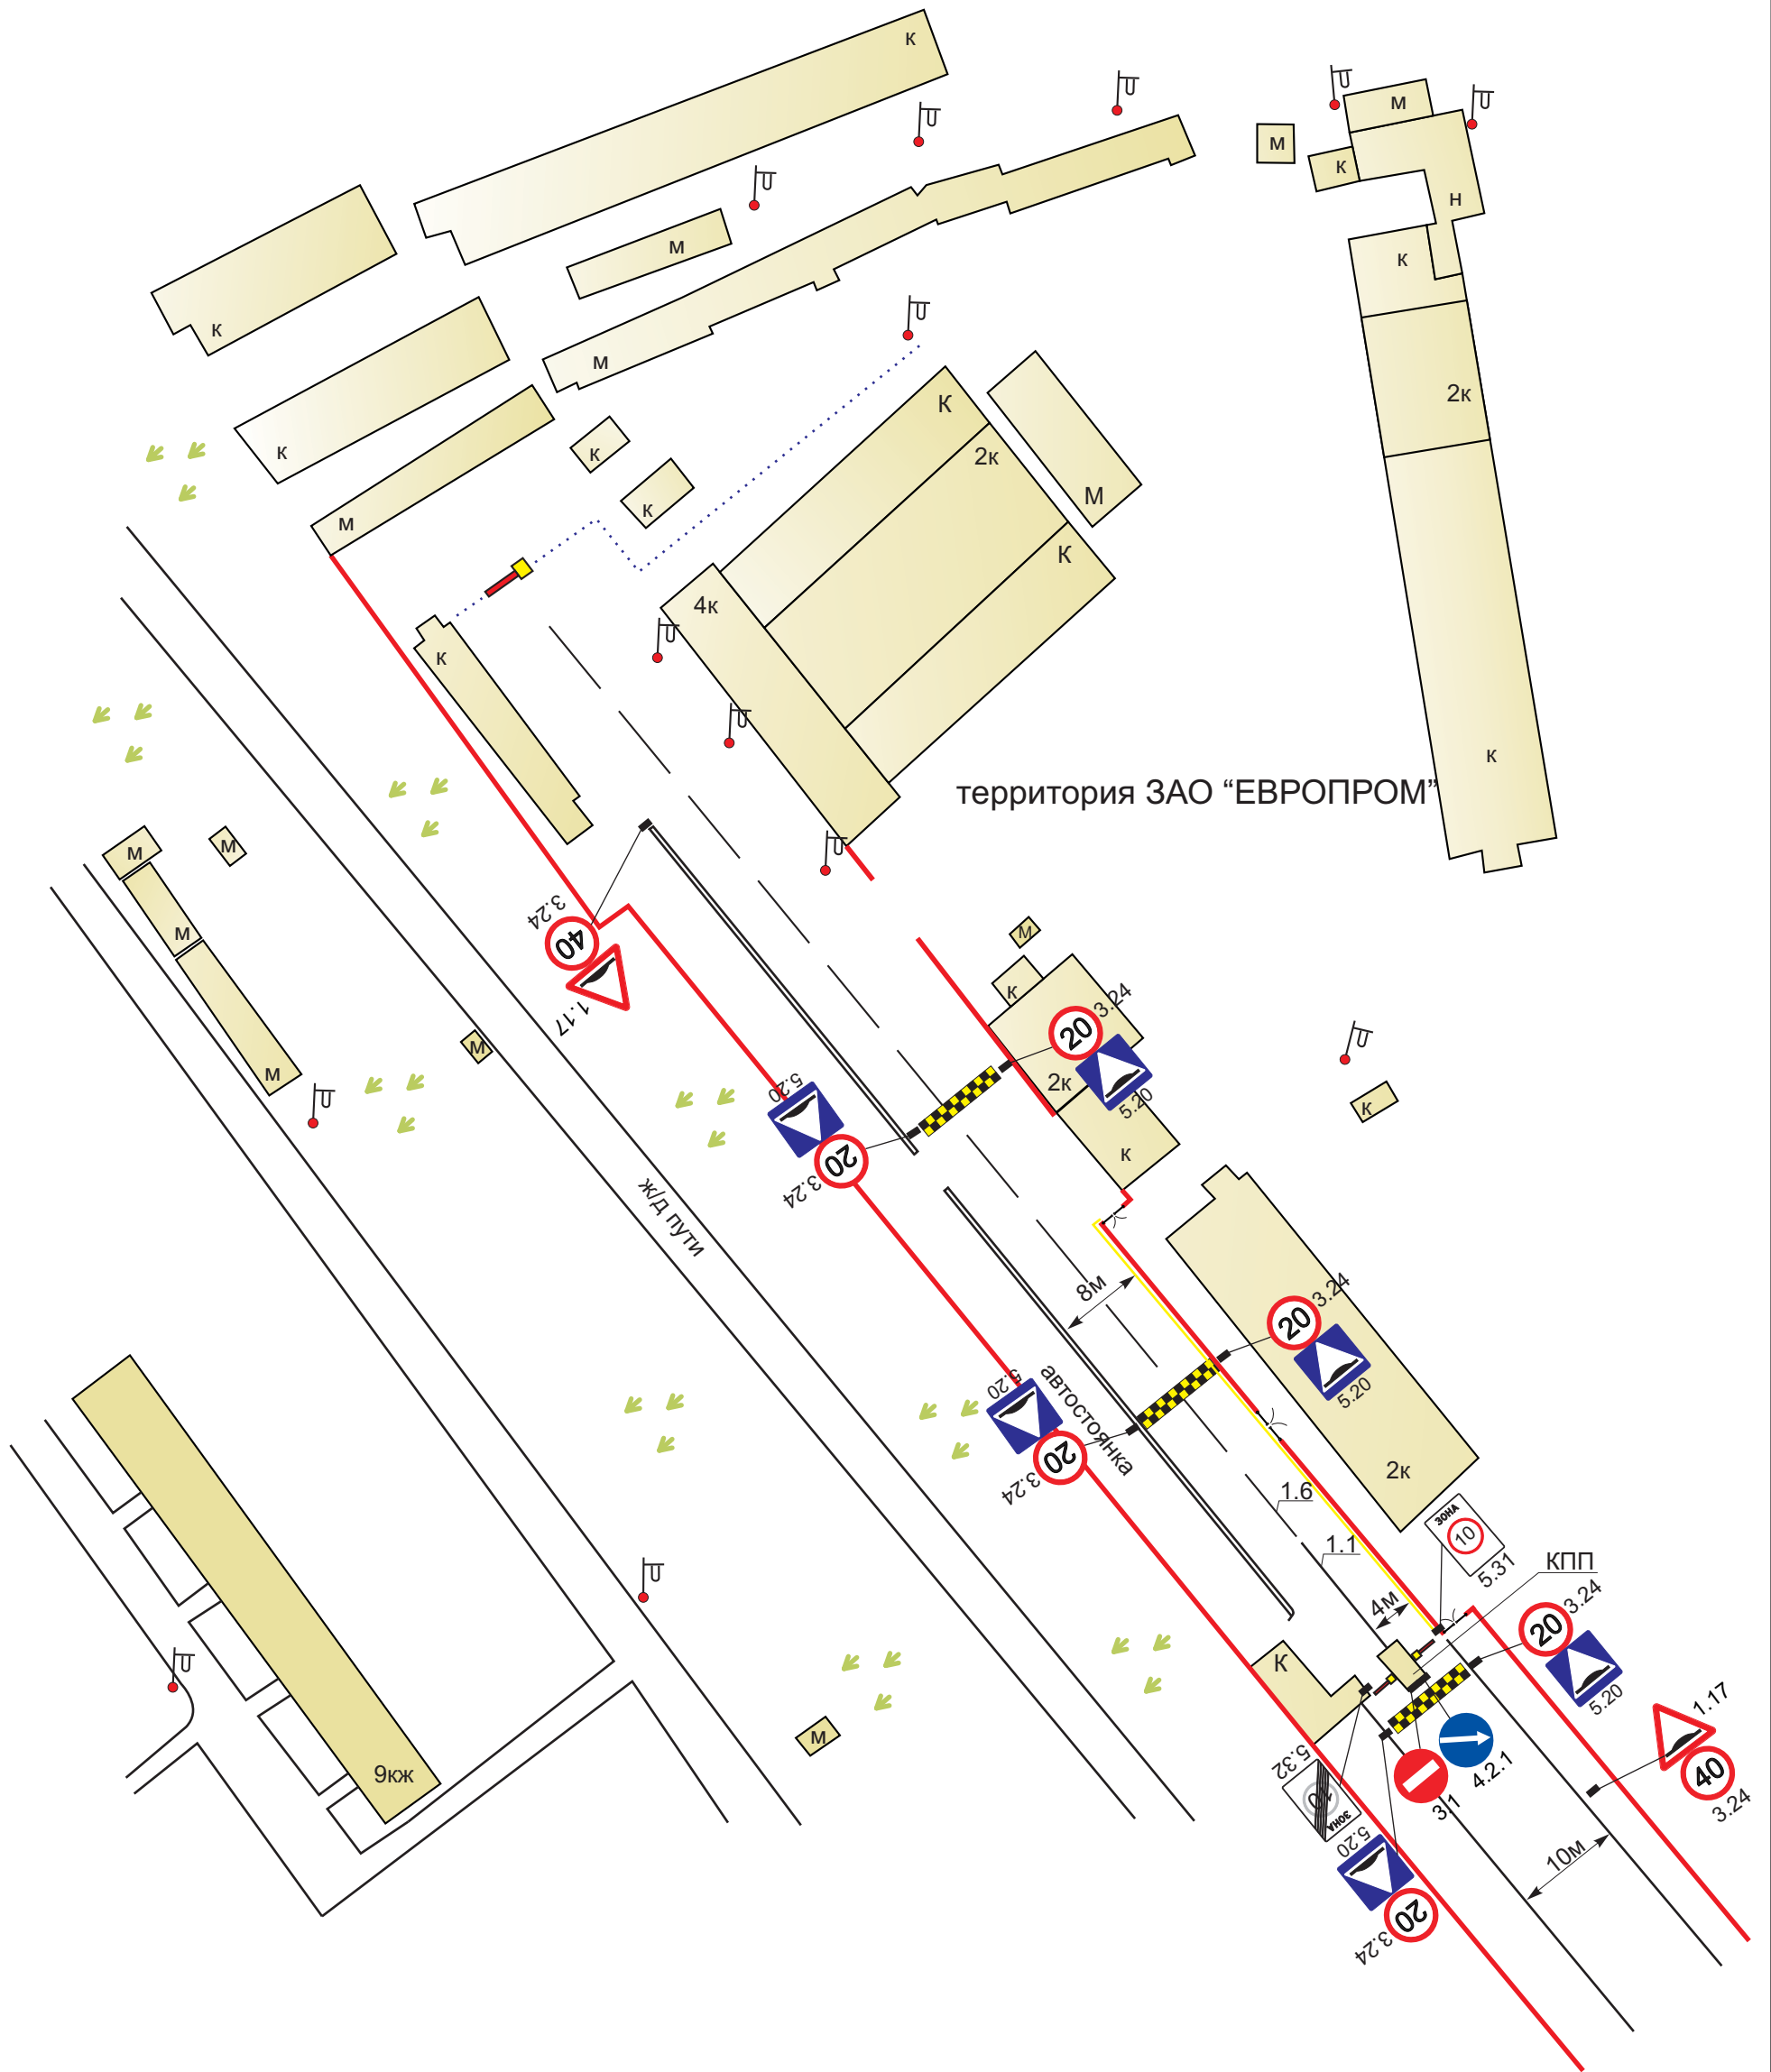 к
м
м
к
м
к
н
к
м
к
2к
м
К
2к
к
к
М
к
м
К
4к
к
к
территория ЗАО “ЕВРОПРОМ”
м
м
3.24
40
1.17
м
м
м
к
3.24
20
2к
5.20
м
5.20
20
3.24
к
к
ж/д пути
8м
3.24
20
5.20
автостоянка
5.20
20
3.24
2к
1.6
1.1
ЗОНА
10
5.31
КПП
4м
3.24
20
5.20
К
1.17
40
3.24
4.2.1
3.1
5.32
10
ЗОНА
м
9кж
5.20
20
3.24
10м